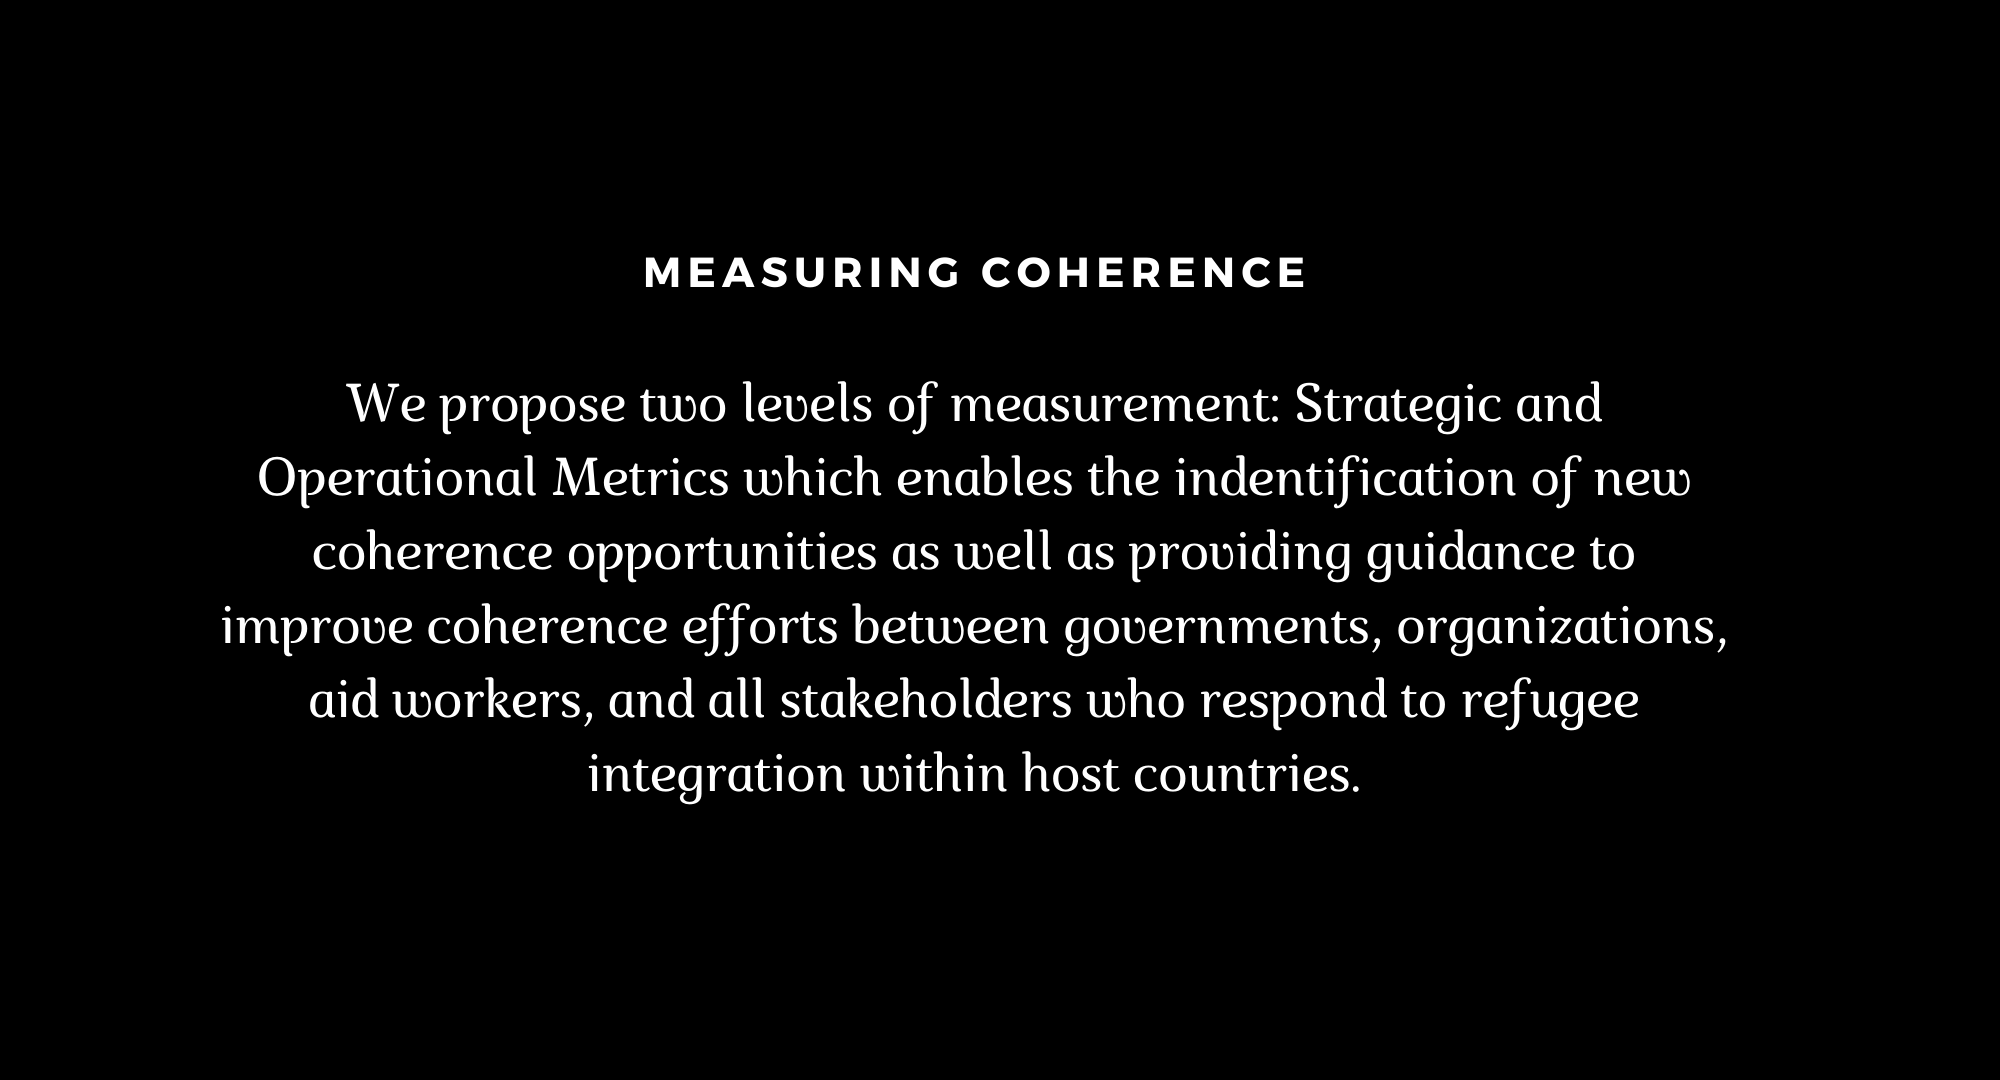 MEASURING COHERENCE
We propose two levels of measurement: Strategic and
Operational Metrics which enables the indentification of new
coherence opportunities as well as providing guidance to
improve coherence efforts between governments, organizations,
aid workers, and all stakeholders who respond to refugee
integration within host countries.